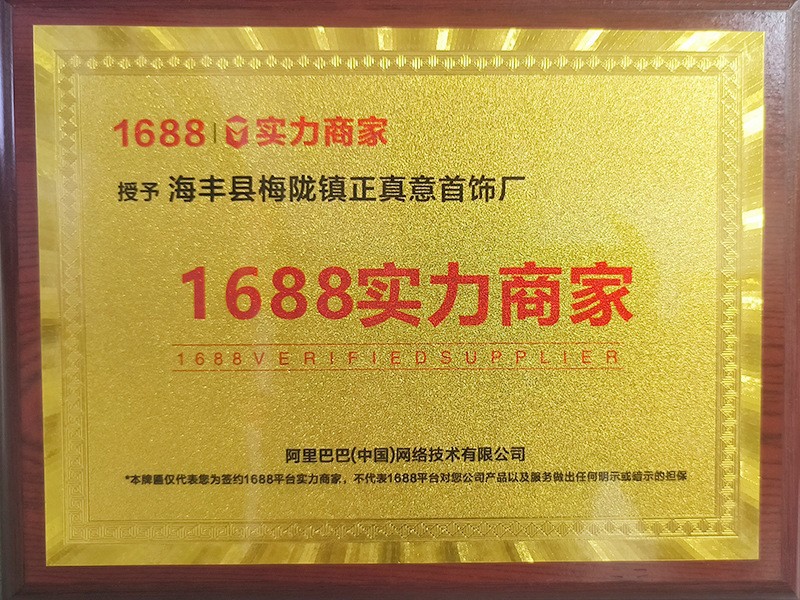 1688 实力商家
授予 海丰县梅陇镇正真意首饰厂
1688实力商家
1688VERIFIEDSUPPLIER
阿里巴巴(中国)网络技术有限公司
*本牌匾仅代表您为签约1688平台实力商家，不代表1688平台对您公司产品以及服务做出任何明示或暗示的担保